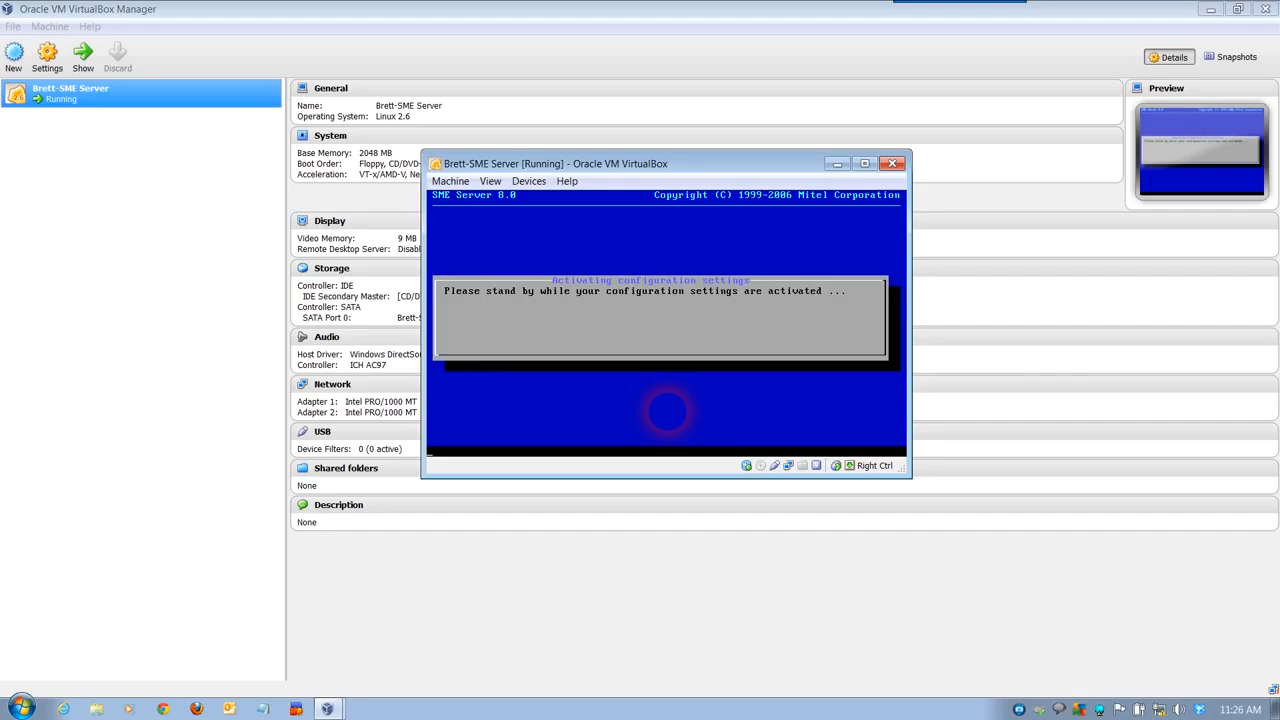 Oracle VM VirtualBox Manager
File Machine Help
New Settings Show Discard
Details Snapshots
Brett-SME Server
Running
General
Name: Brett-SME Server
Operating System: Linux 2.6
System
Base Memory: 2048 MB
Boot Order: Floppy, CD/DVD-
Acceleration: VT-x/AMD-V, Ne
Display
Video Memory: 9 MB
Remote Desktop Server: Disabl
Storage
Controller: IDE
IDE Secondary Master: [CD/D
Controller: SATA
SATA Port 0: Brett-S
Audio
Host Driver: Windows DirectSou
Controller: ICH AC97
Network
Adapter 1: Intel PRO/1000 MT
Adapter 2: Intel PRO/1000 MT
USB
Device Filters: 0 (0 active)
Shared folders
None
Description
None
Preview
Brett-SME Server [Running] - Oracle VM VirtualBox
Machine View Devices Help
SME Server 8.0 Copyright (C) 1999-2006 Mitel Corporation
Activating configuration settings
Please stand by while your configuration settings are activated ...
Right Ctrl
11:26 AM